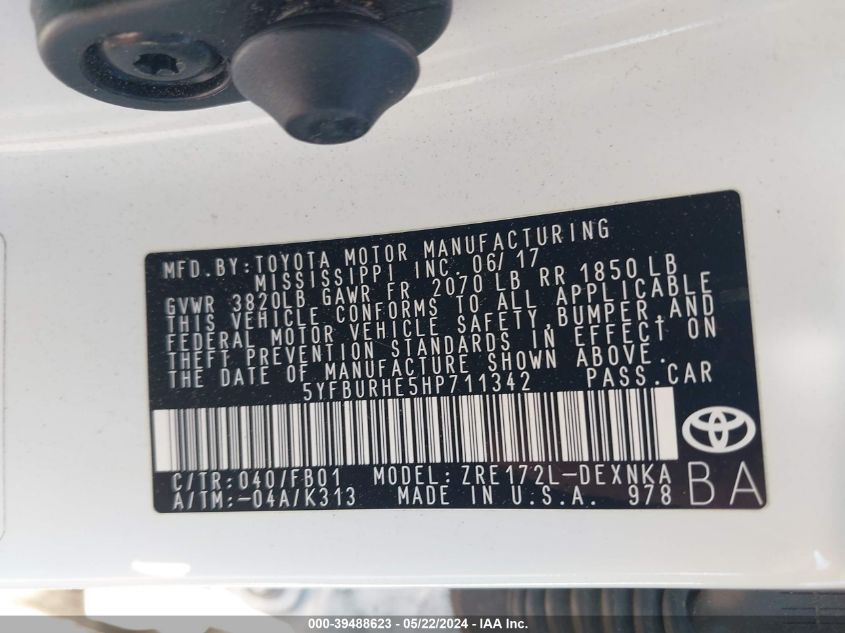 MFD. BY: TOYOTA MOTOR MANUFACTURING
MISSISSIPPI INC. 06/17
GVWR 3820LB GAWR FR 2070 LB RR 1850 LB
THIS VEHICLE CONFORMS TO ALL APPLICABLE
FEDERAL MOTOR VEHICLE SAFETY, BUMPER, AND
THEFT PREVENTION STANDARDS IN EFFECT ON
THE DATE OF MANUFACTURE SHOWN ABOVE.
5YFBURHE5HP711342 PASS. CAR
C/TR: 040/FB01 MODEL: ZRE172L-DEXNKA
A/TM: -04A/K313 MADE IN U.S.A. 978
BA
000-39488623 - 05/22/2024 - IAA Inc.